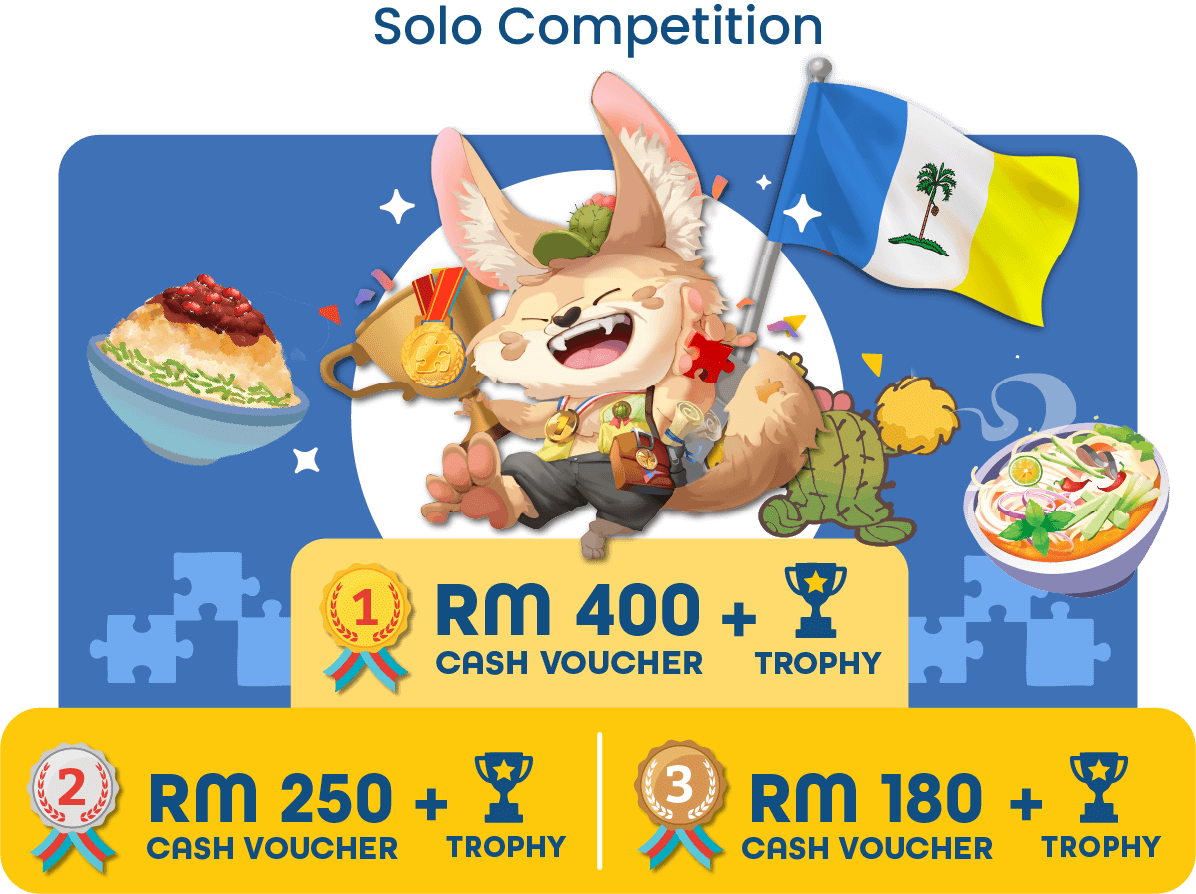 Solo Competition
1
RM 400 +
CASH VOUCHER
TROPHY
2
RM 250 +
CASH VOUCHER
TROPHY
3
RM 180 +
CASH VOUCHER
TROPHY